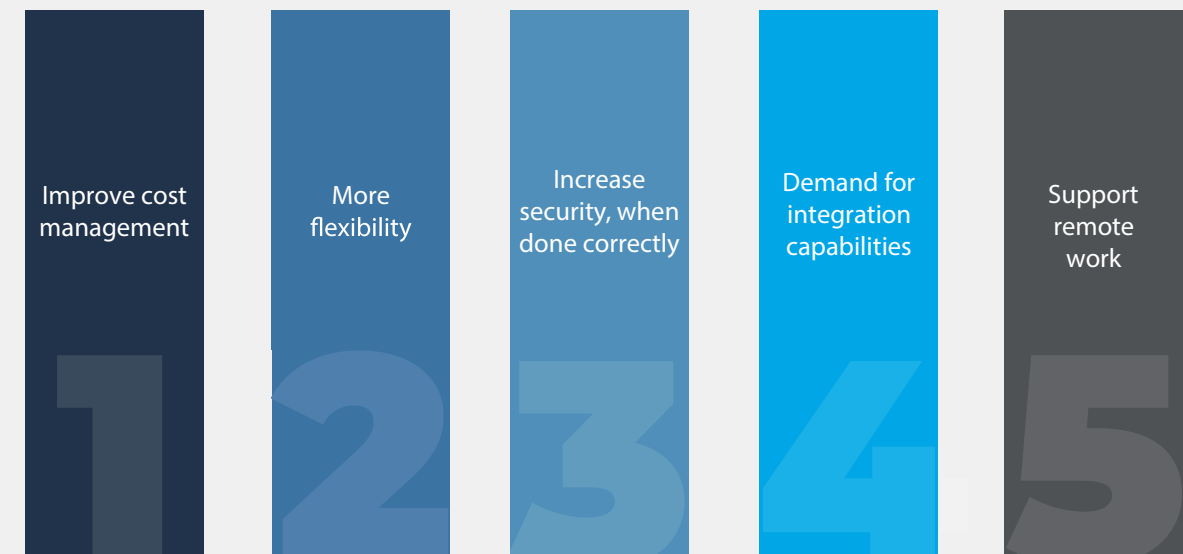 Improve cost
management
1
More
flexibility
2
Increase
security, when
done correctly
3
Demand for
integration
capabilities
4
Support
remote
work
5